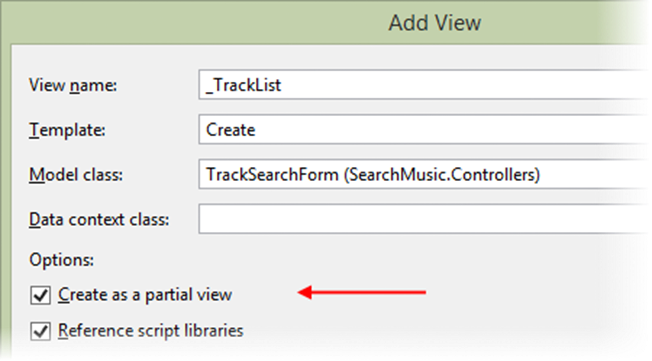 Add View
View name: _TrackList
Template: Create
Model class: TrackSearchForm (SearchMusic.Controllers)
Data context class:
Options:
Create as a partial view
Reference script libraries